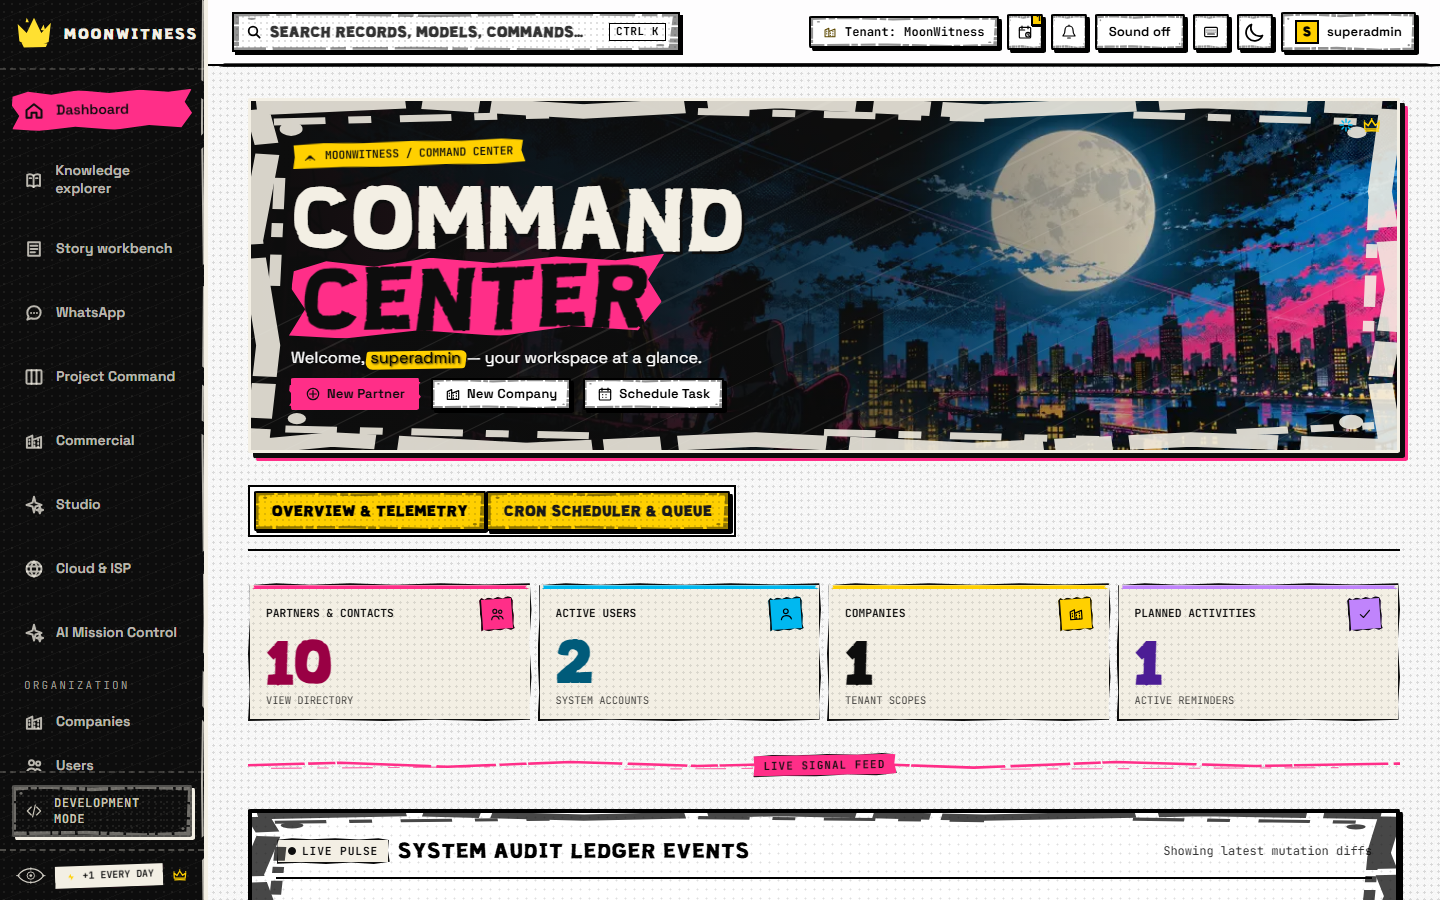 MOONWITNESS
Dashboard
Knowledge
explorer
Story workbench
WhatsApp
Project Command
Commercial
Studio
Cloud & ISP
AI Mission Control
ORGANIZATION
Companies
Users
DEVELOPMENT
MODE
+1 EVERY DAY
SEARCH RECORDS, MODELS, COMMANDS…
CTRL K
Tenant: MoonWitness
Sound off
S
superadmin
MOONWITNESS / COMMAND CENTER
COMMAND
CENTER
Welcome, superadmin — your workspace at a glance.
New Partner
New Company
Schedule Task
OVERVIEW & TELEMETRY
CRON SCHEDULER & QUEUE
PARTNERS & CONTACTS
10
VIEW DIRECTORY
ACTIVE USERS
2
SYSTEM ACCOUNTS
COMPANIES
1
TENANT SCOPES
PLANNED ACTIVITIES
1
ACTIVE REMINDERS
LIVE SIGNAL FEED
LIVE PULSE
SYSTEM AUDIT LEDGER EVENTS
Showing latest mutation diffs